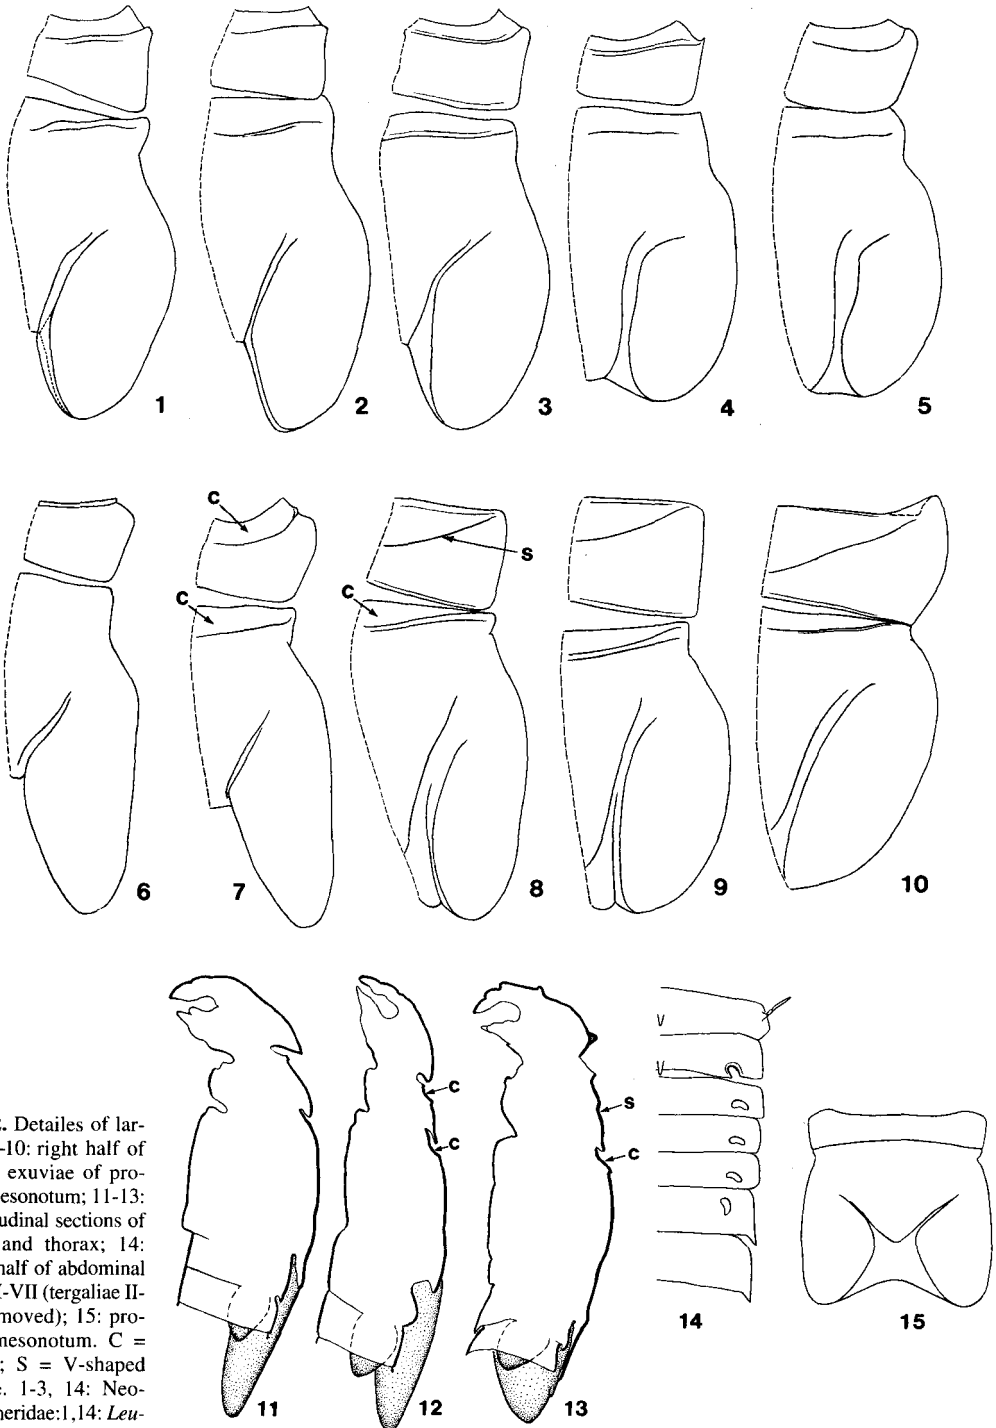 1 2 3 4 5
C
C
C
S
6 7 8 9 10
C
C
S
C
11 12 13 14 15
. Detailes of lar-
-10: right half of
exuviae of pro-
esonotum; 11-13:
udinal sections of
and thorax; 14:
half of abdominal
I-VII (tergaliae II-
moved); 15: pro-
mesonotum. C =
; S = V-shaped
. 1-3, 14: Neo-
neridae:1,14: Leu-